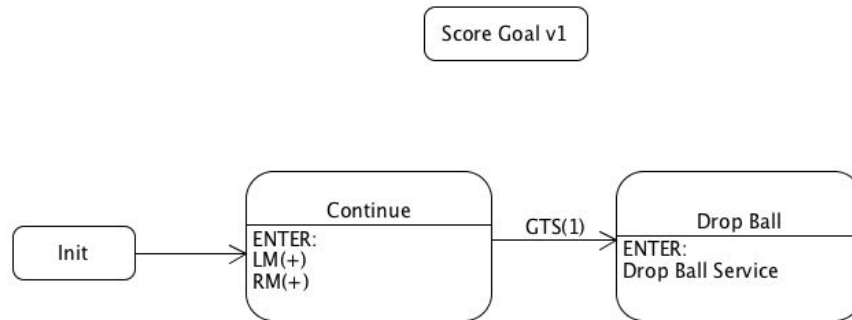 Score Goal v1
Init
Continue
ENTER:
LM(+)
RM(+)
GTS(1)
Drop Ball
ENTER:
Drop Ball Service